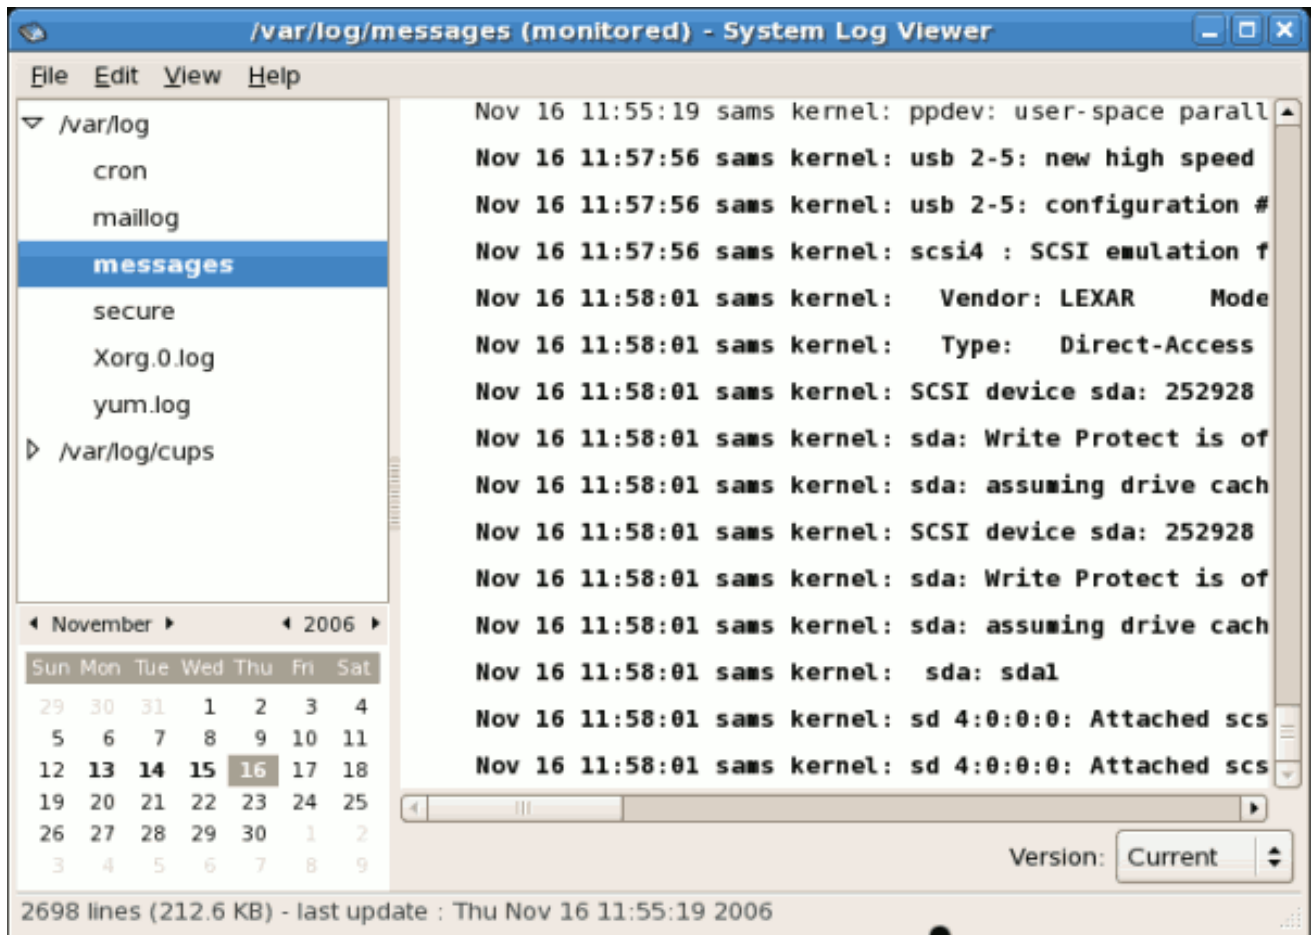 /var/log/messages (monitored) - System Log Viewer
File Edit View Help
/var/log
cron
maillog
messages
secure
Xorg.0.log
yum.log
/var/log/cups
November 2006
Sun Mon Tue Wed Thu Fri Sat
29 30 31 1 2 3 4
5 6 7 8 9 10 11
12 13 14 15 16 17 18
19 20 21 22 23 24 25
26 27 28 29 30 1 2
3 4 5 6 7 8 9
Nov 16 11:55:19 sams kernel: ppdev: user-space parall
Nov 16 11:57:56 sams kernel: usb 2-5: new high speed
Nov 16 11:57:56 sams kernel: usb 2-5: configuration #
Nov 16 11:57:56 sams kernel: scsi4 : SCSI emulation f
Nov 16 11:58:01 sams kernel:   Vendor: LEXAR     Mode
Nov 16 11:58:01 sams kernel:   Type:   Direct-Access
Nov 16 11:58:01 sams kernel: SCSI device sda: 252928
Nov 16 11:58:01 sams kernel: sda: Write Protect is of
Nov 16 11:58:01 sams kernel: sda: assuming drive cach
Nov 16 11:58:01 sams kernel: SCSI device sda: 252928
Nov 16 11:58:01 sams kernel: sda: Write Protect is of
Nov 16 11:58:01 sams kernel: sda: assuming drive cach
Nov 16 11:58:01 sams kernel:  sda: sda1
Nov 16 11:58:01 sams kernel: sd 4:0:0:0: Attached scs
Nov 16 11:58:01 sams kernel: sd 4:0:0:0: Attached scs
Version: Current
2698 lines (212.6 KB) - last update : Thu Nov 16 11:55:19 2006